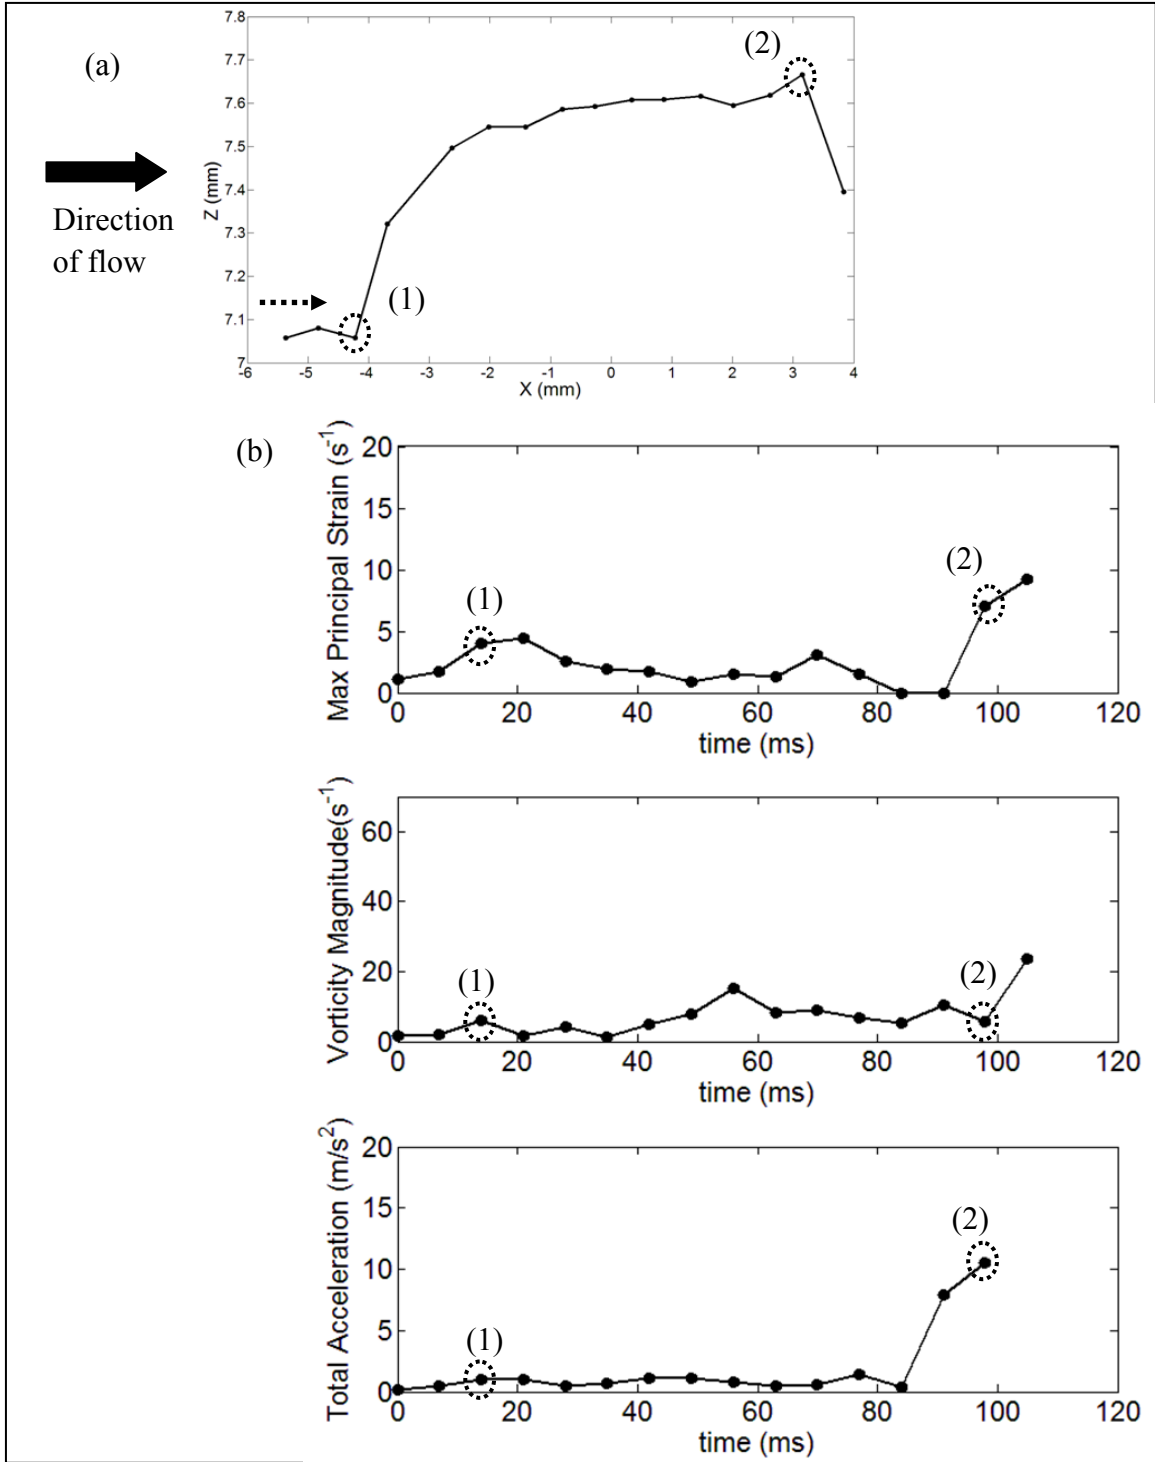 (a)
Direction
of flow
7.8
7.7
7.6
7.5
7.4
7.3
7.2
7.1
7
Z (mm)
(2)
(1)
-6 -5 -4 -3 -2 -1 0 1 2 3 4
X (mm)
(b)
Max Principal Strain (s⁻¹)
20
15
10
5
0
(1)
(2)
0 20 40 60 80 100 120
time (ms)
Vorticity Magnitude(s⁻¹)
60
40
20
0
(1)
(2)
0 20 40 60 80 100 120
time (ms)
Total Acceleration (m/s²)
20
15
10
5
0
(1)
(2)
0 20 40 60 80 100 120
time (ms)